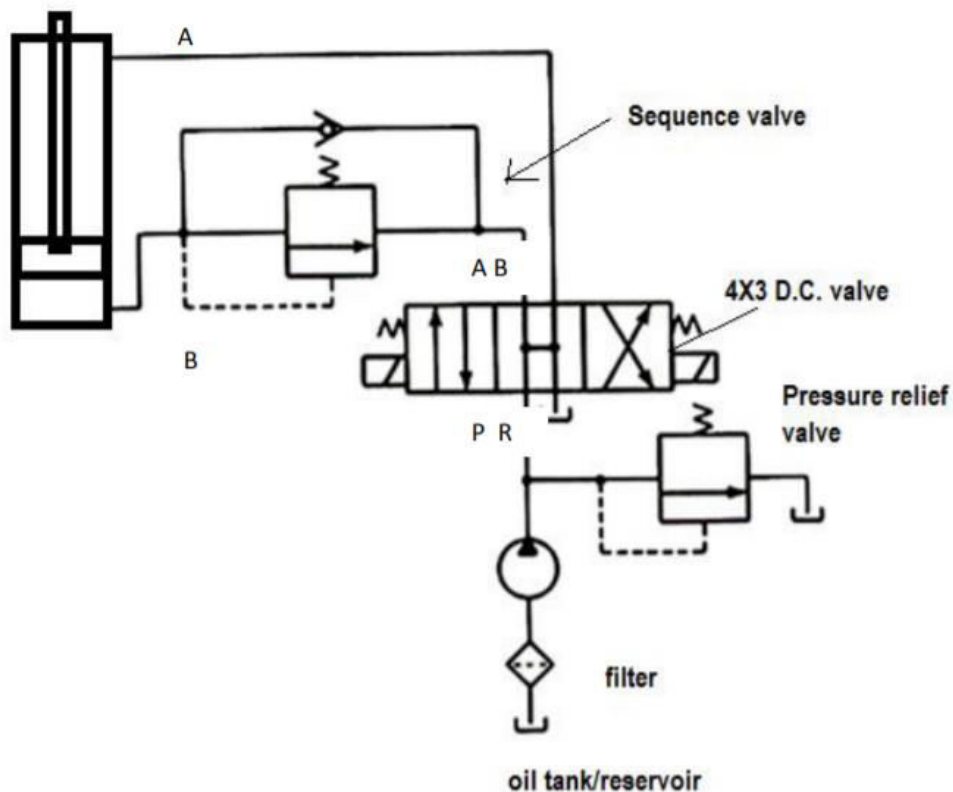 A
Sequence valve
A B
4X3 D.C. valve
B
Pressure relief
valve
P R
filter
oil tank/reservoir